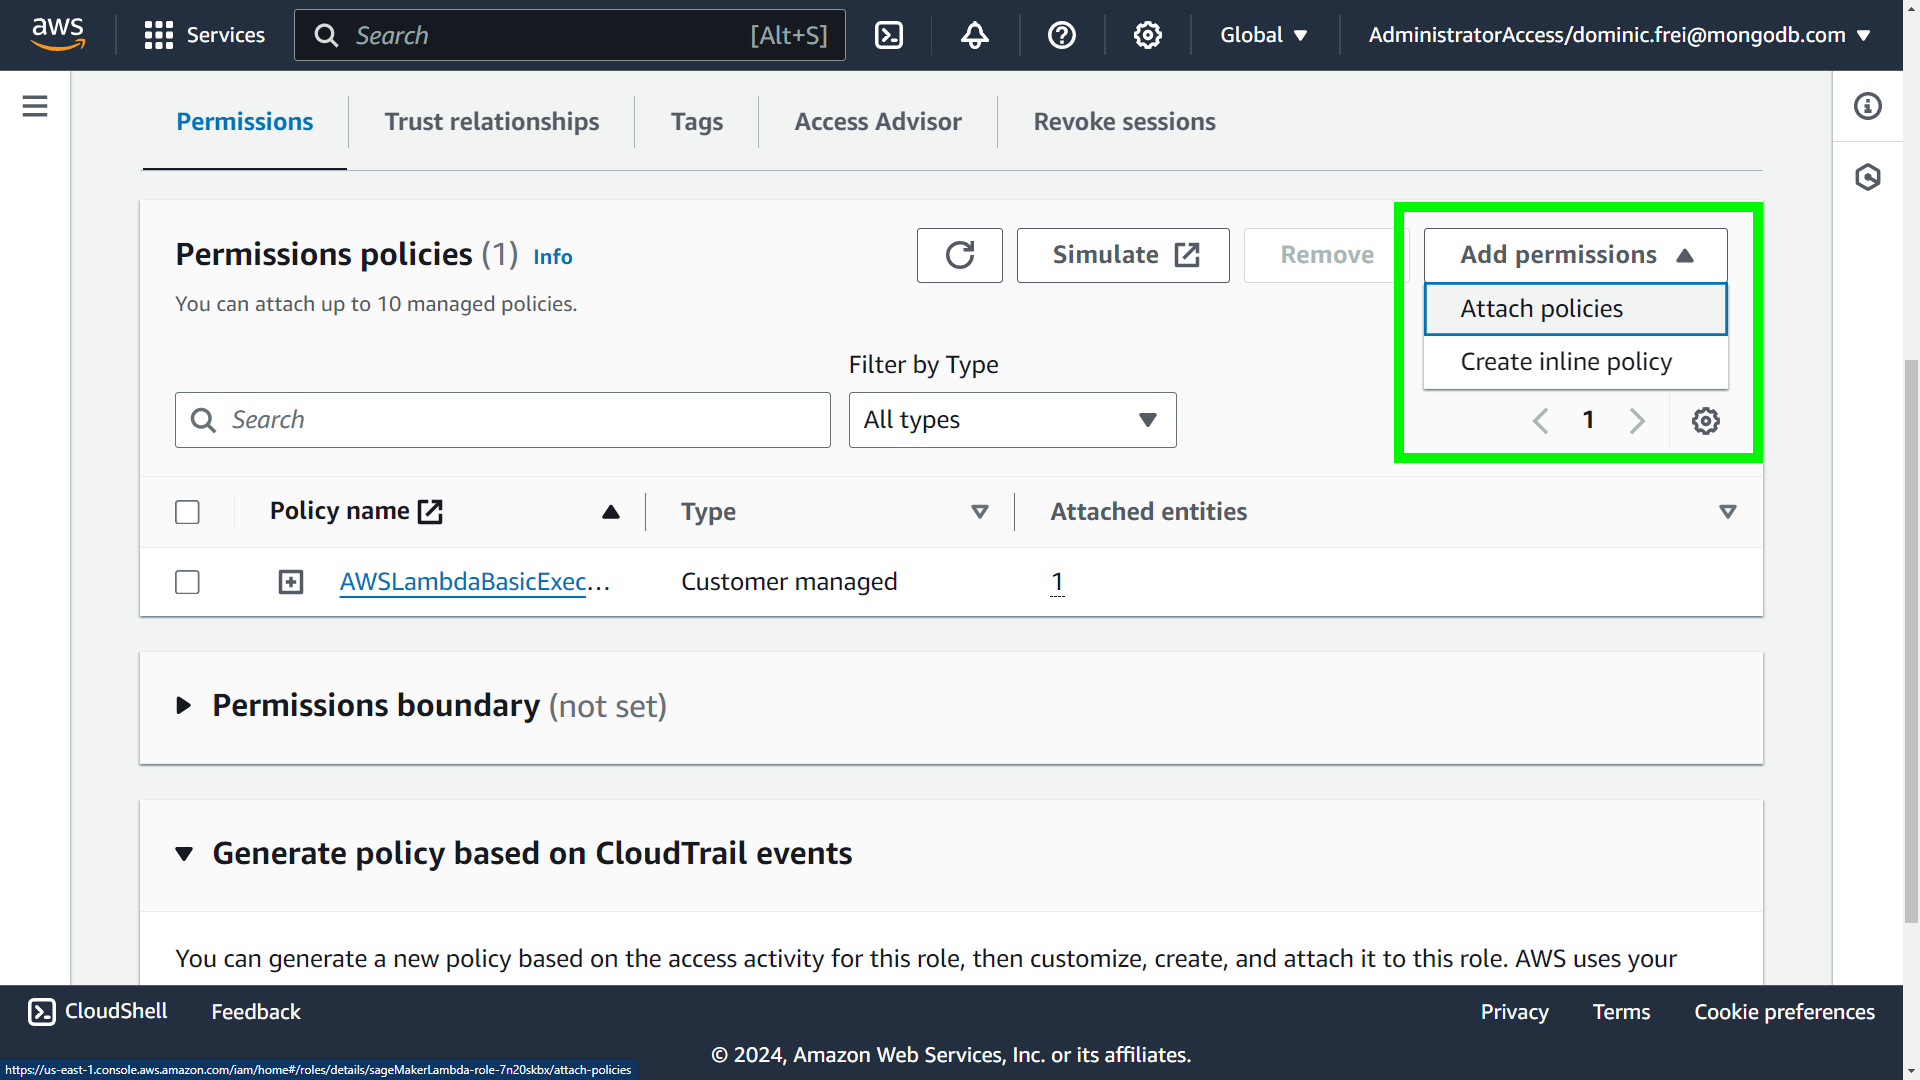 aws
Services
Search [Alt+S]
Global
AdministratorAccess/dominic.frei@mongodb.com
Permissions
Trust relationships
Tags
Access Advisor
Revoke sessions
Permissions policies (1) Info
Simulate
Remove
Add permissions
You can attach up to 10 managed policies.
Attach policies
Create inline policy
Filter by Type
Search
All types
1
Policy name
Type
Attached entities
AWSLambdaBasicExec...
Customer managed
1
Permissions boundary (not set)
Generate policy based on CloudTrail events
You can generate a new policy based on the access activity for this role, then customize, create, and attach it to this role. AWS uses your
CloudShell
Feedback
Privacy
Terms
Cookie preferences
© 2024, Amazon Web Services, Inc. or its affiliates.
https://us-east-1.console.aws.amazon.com/iam/home#/roles/details/sageMakerLambda-role-7n20skbx/attach-policies